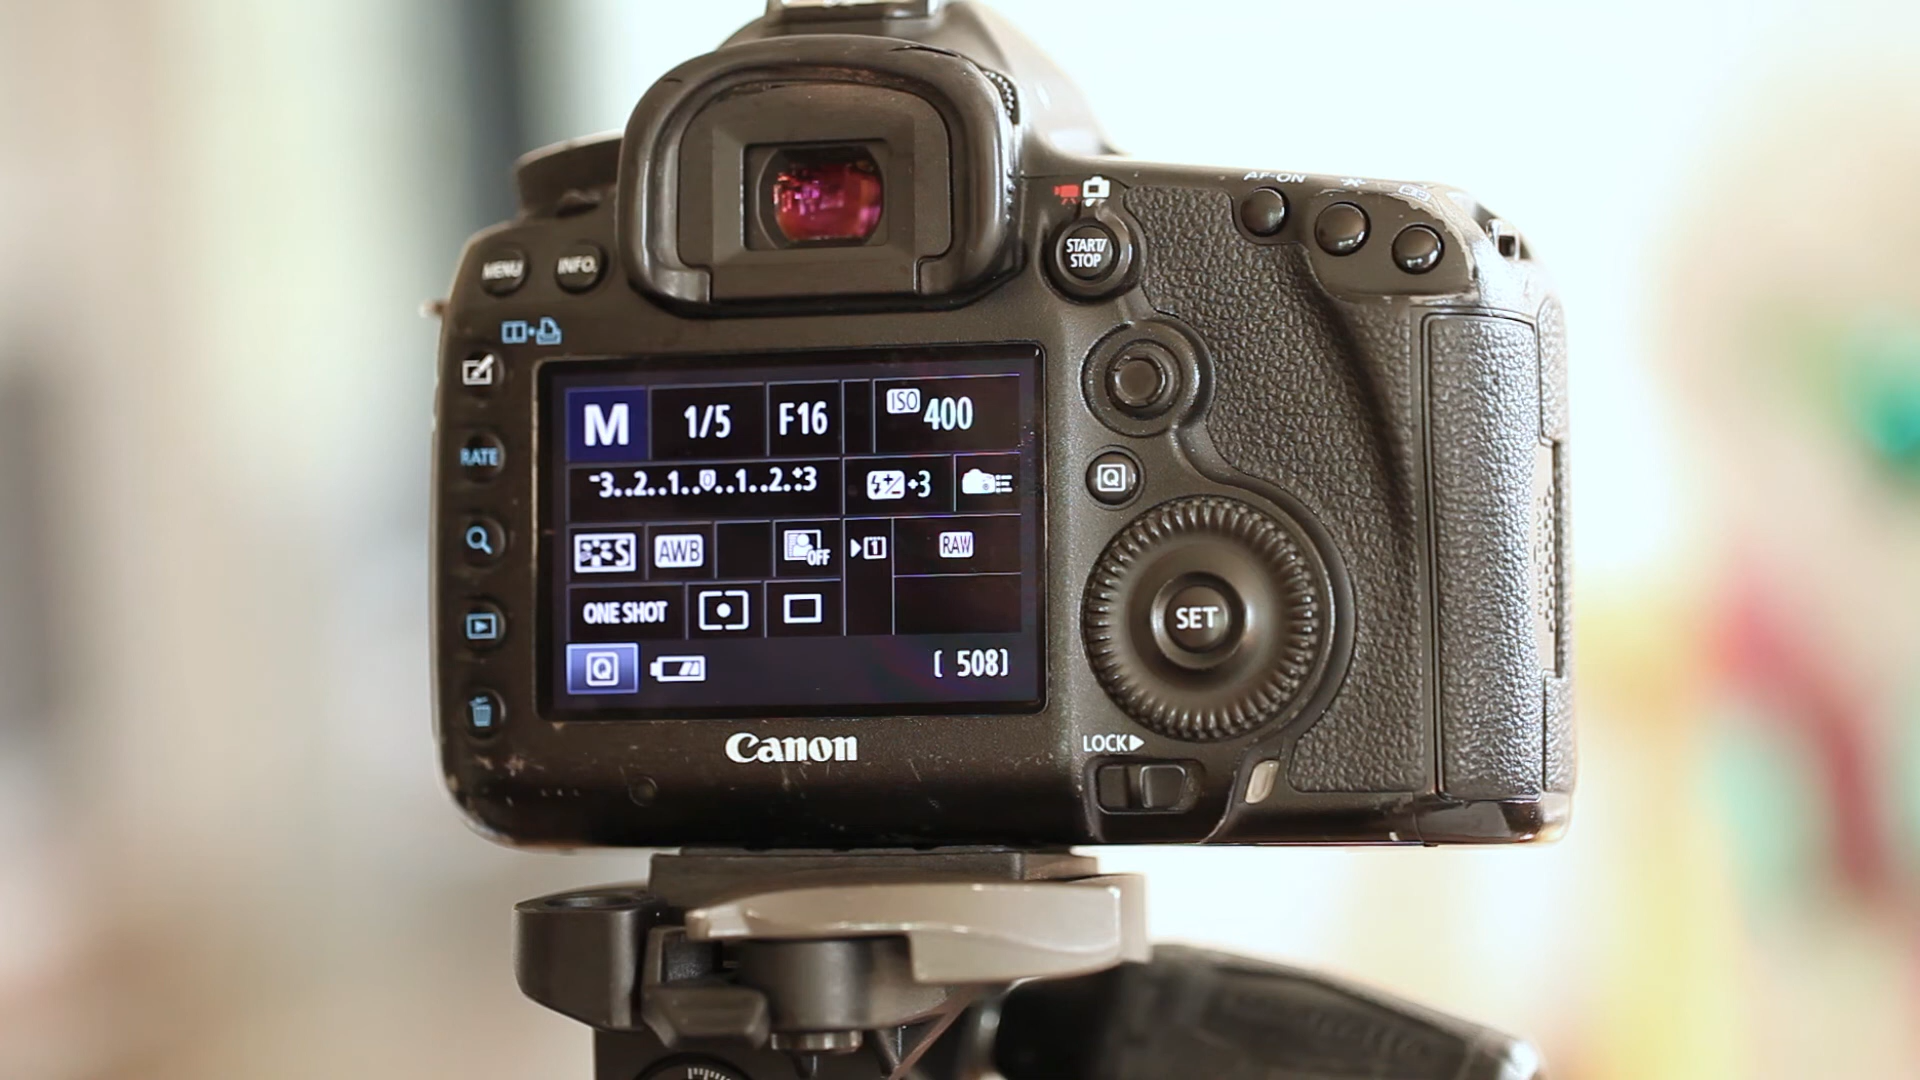 AF-ON
START/
STOP
MENU
INFO.
RATE
M 1/5 F16 ISO 400
-3..2..1..0..1..2.:+3 +3
S AWB OFF 1 RAW
ONE SHOT
Q [ 508]
Q
SET
Canon
LOCK